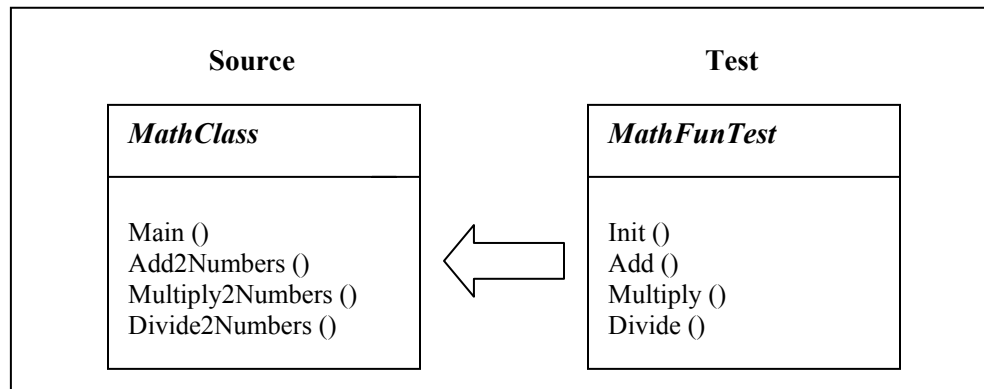 Source
MathClass
Main ()
Add2Numbers ()
Multiply2Numbers ()
Divide2Numbers ()
Test
MathFunTest
Init ()
Add ()
Multiply ()
Divide ()